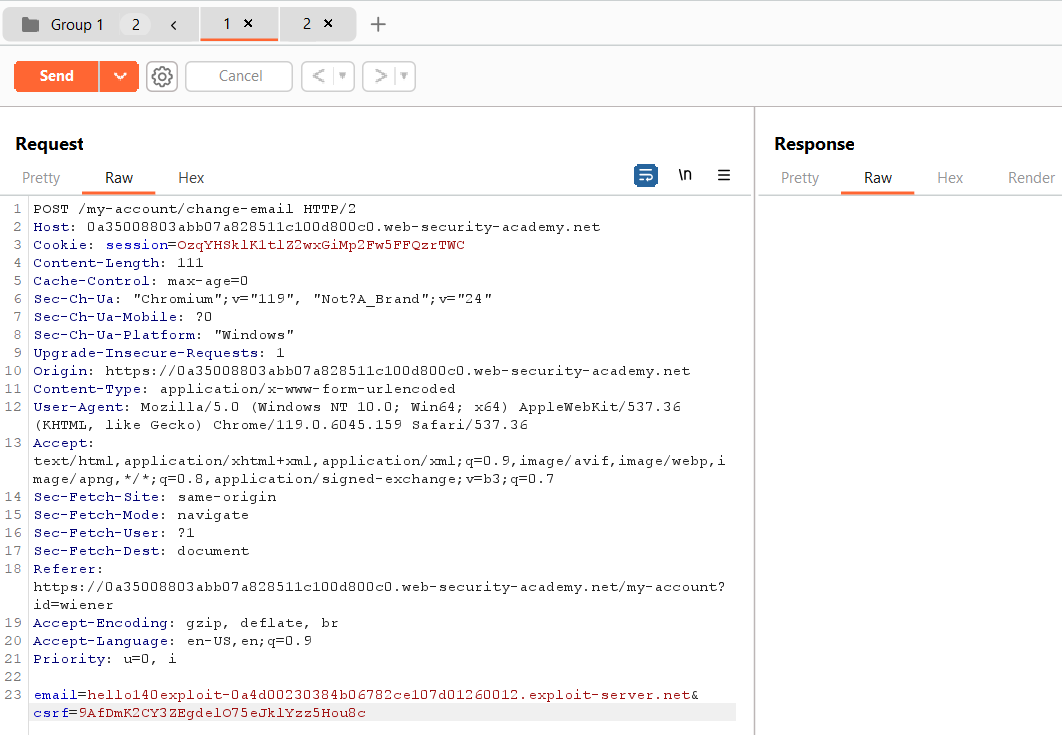 Group 1 2 < 1 × 2 × +
Send Cancel < >
Request
Pretty Raw Hex \n
1 POST /my-account/change-email HTTP/2
2 Host: 0a35008803abb07a828511c100d800c0.web-security-academy.net
3 Cookie: session=OzqYHSklKltlZ2wxGiMp2Fw5FFQzrTWC
4 Content-Length: 111
5 Cache-Control: max-age=0
6 Sec-Ch-Ua: "Chromium";v="119", "Not?A_Brand";v="24"
7 Sec-Ch-Ua-Mobile: ?0
8 Sec-Ch-Ua-Platform: "Windows"
9 Upgrade-Insecure-Requests: 1
10 Origin: https://0a35008803abb07a828511c100d800c0.web-security-academy.net
11 Content-Type: application/x-www-form-urlencoded
12 User-Agent: Mozilla/5.0 (Windows NT 10.0; Win64; x64) AppleWebKit/537.36
(KHTML, like Gecko) Chrome/119.0.6045.159 Safari/537.36
13 Accept:
text/html,application/xhtml+xml,application/xml;q=0.9,image/avif,image/webp,i
mage/apng,*/*;q=0.8,application/signed-exchange;v=b3;q=0.7
14 Sec-Fetch-Site: same-origin
15 Sec-Fetch-Mode: navigate
16 Sec-Fetch-User: ?1
17 Sec-Fetch-Dest: document
18 Referer:
https://0a35008803abb07a828511c100d800c0.web-security-academy.net/my-account?
id=wiener
19 Accept-Encoding: gzip, deflate, br
20 Accept-Language: en-US,en;q=0.9
21 Priority: u=0, i
22
23 email=hello140exploit-0a4d00230384b06782ce107d01260012.exploit-server.net&
csrf=9AfDmK2CY3ZEgdelO75eJklYzz5Hou8c
Response
Pretty Raw Hex Render